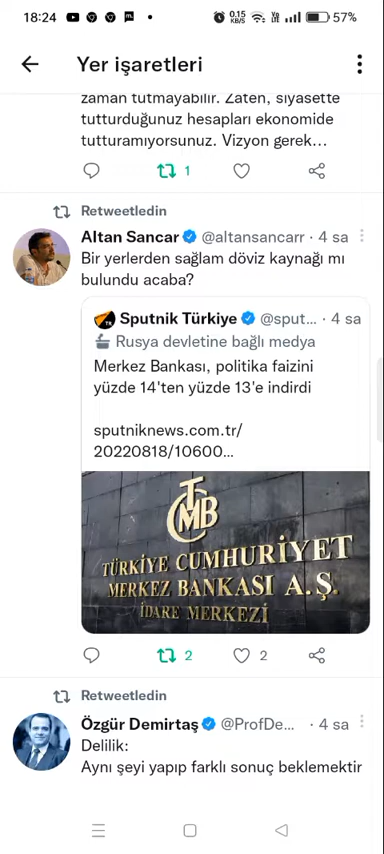 18:24
0.15
KB/S
57%
Yer işaretleri
zaman tutmayabilir. Zaten, siyasette
tutturduğunuz hesapları ekonomide
tutturamıyorsunuz. Vizyon gerek...
1
Retweetledin
Altan Sancar @altansancarr · 4 sa
Bir yerlerden sağlam döviz kaynağı mı
bulundu acaba?
Sputnik Türkiye @sput... · 4 sa
Rusya devletine bağlı medya
Merkez Bankası, politika faizini
yüzde 14'ten yüzde 13'e indirdi
sputniknews.com.tr/
20220818/10600...
TCMB
TÜRKİYE CUMHURİYET
MERKEZ BANKASI A.Ş.
İDARE MERKEZİ
2
2
Retweetledin
Özgür Demirtaş @ProfDe... · 4 sa
Delilik:
Aynı şeyi yapıp farklı sonuç beklemektir